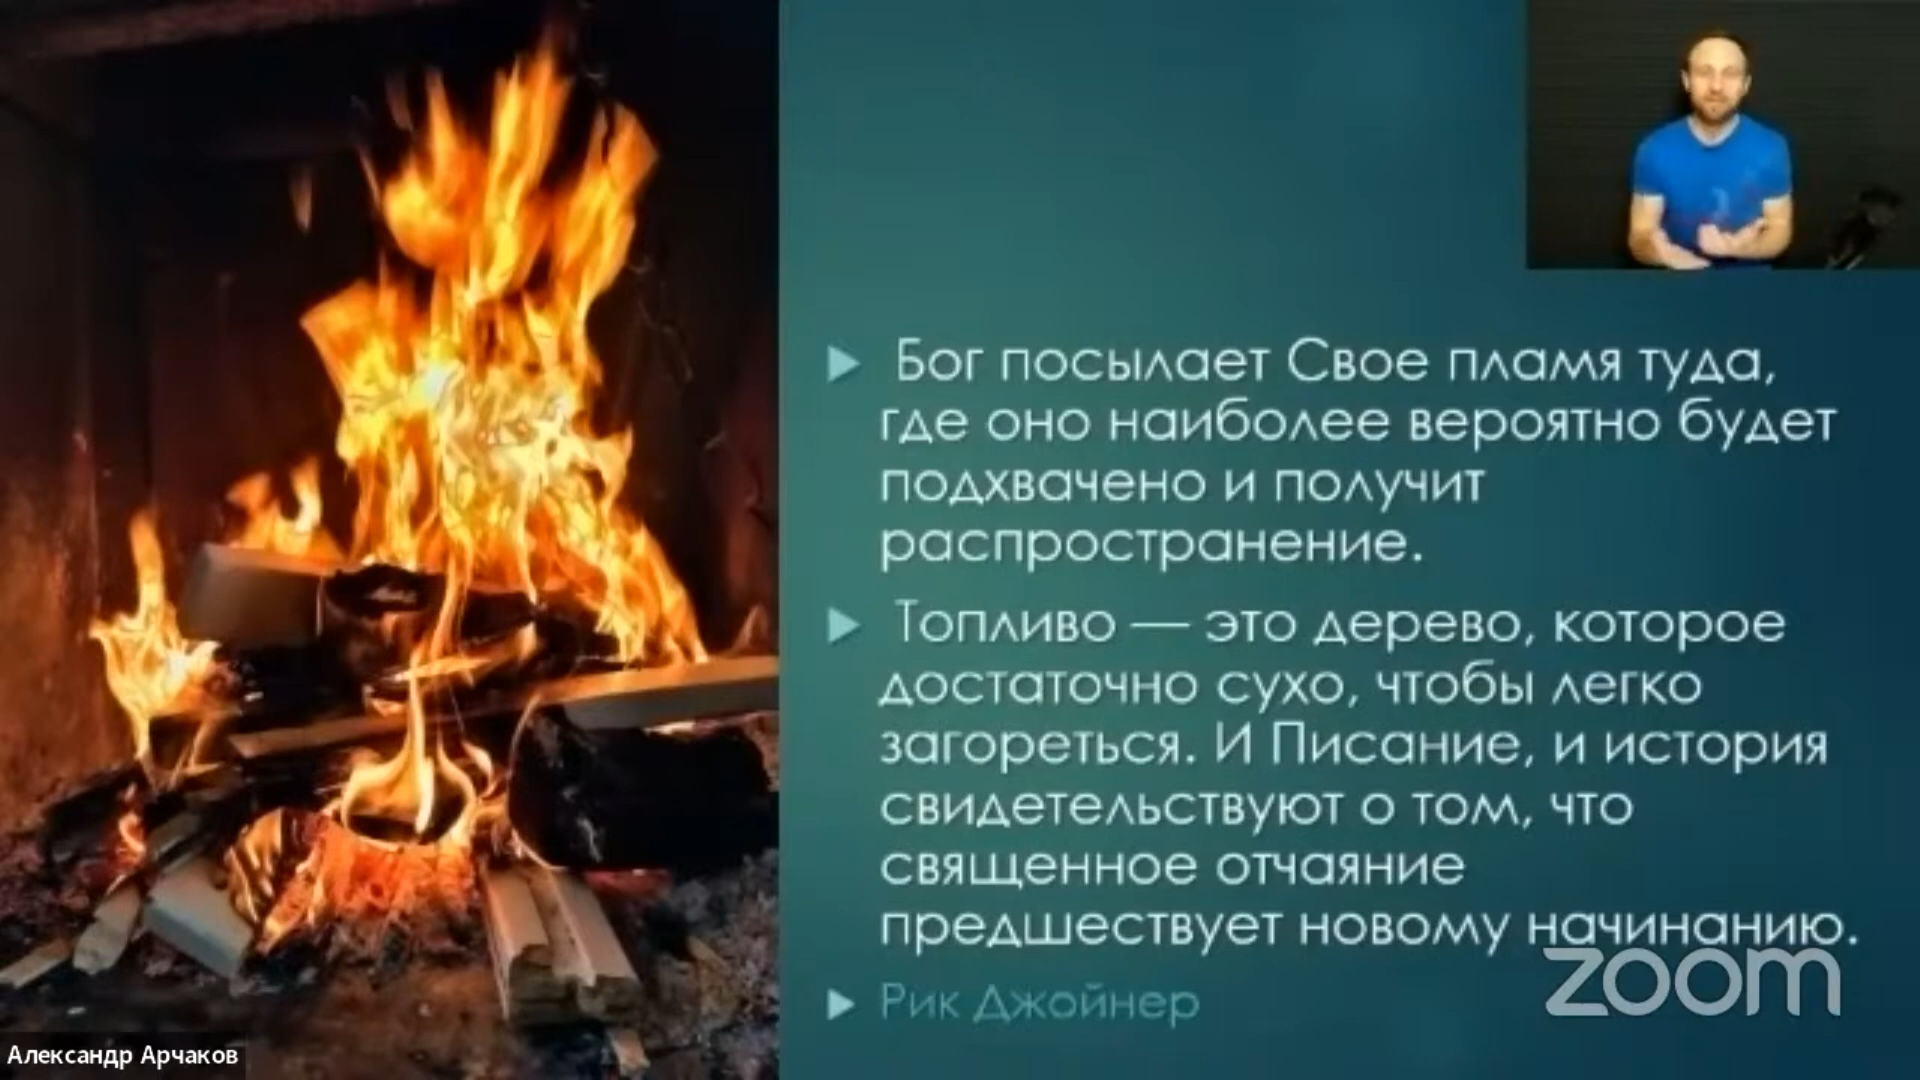 Бог посылает Свое пламя туда,
где оно наиболее вероятно будет
подхвачено и получит
распространение.
Топливо — это дерево, которое
достаточно сухо, чтобы легко
загореться. И Писание, и история
свидетельствуют о том, что
священное отчаяние
предшествует новому начинанию.
Рик Джойнер
zoom
Александр Арчаков